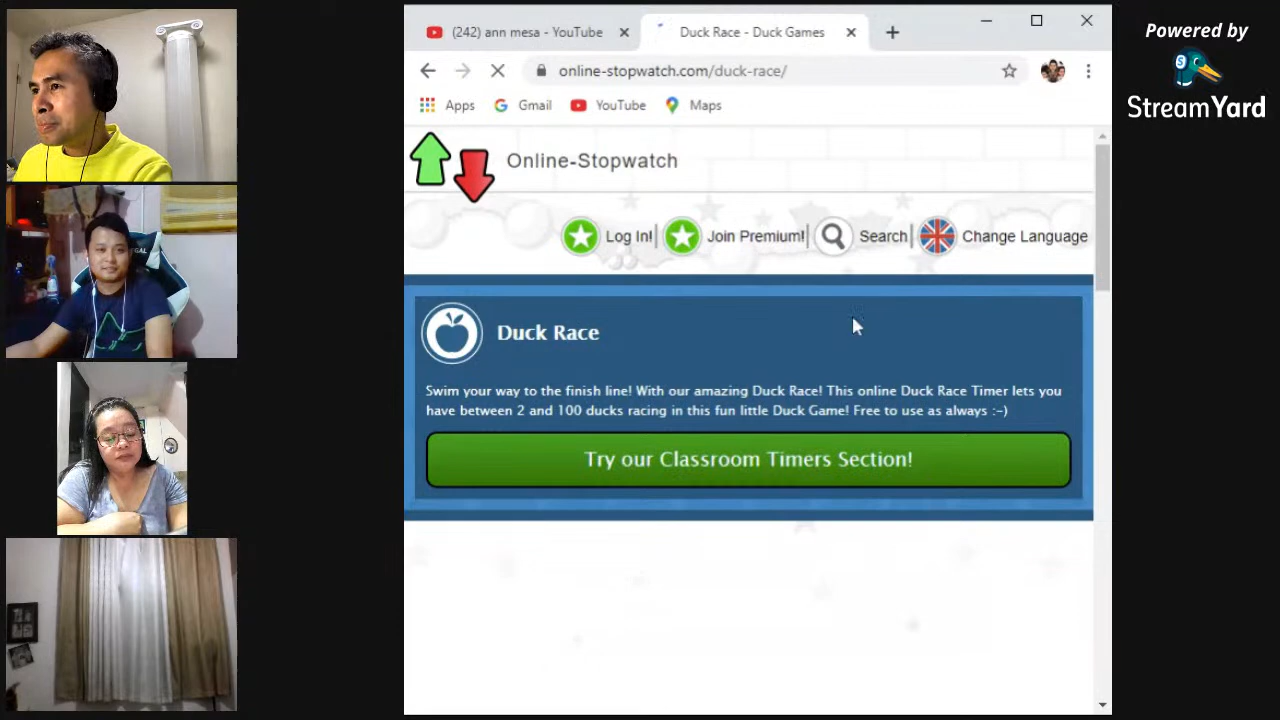 (242) ann mesa - YouTube
Duck Race - Duck Games
Powered by
StreamYard
online-stopwatch.com/duck-race/
Apps
Gmail
YouTube
Maps
Online-Stopwatch
Log In!|
Join Premium!|
Search|
Change Language
Duck Race
Swim your way to the finish line! With our amazing Duck Race! This online Duck Race Timer lets you
have between 2 and 100 ducks racing in this fun little Duck Game! Free to use as always :-)
Try our Classroom Timers Section!